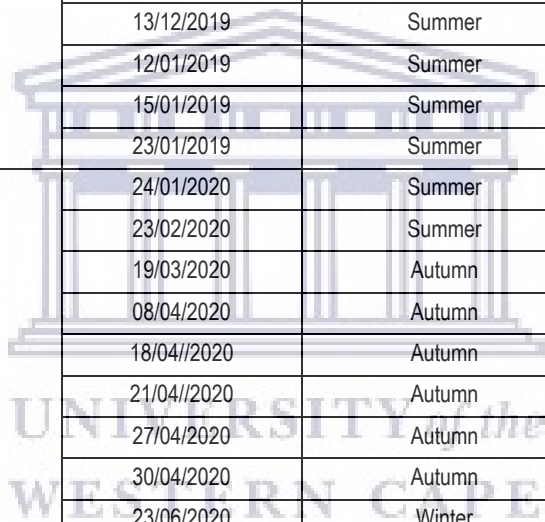 13/12/2019 Summer
12/01/2019 Summer
15/01/2019 Summer
23/01/2019 Summer
24/01/2020 Summer
23/02/2020 Summer
19/03/2020 Autumn
08/04/2020 Autumn
18/04//2020 Autumn
21/04//2020 Autumn
UNIVERSITY of the
27/04/2020 Autumn
30/04/2020 Autumn
WESTERN CAPE
23/06/2020 Winter